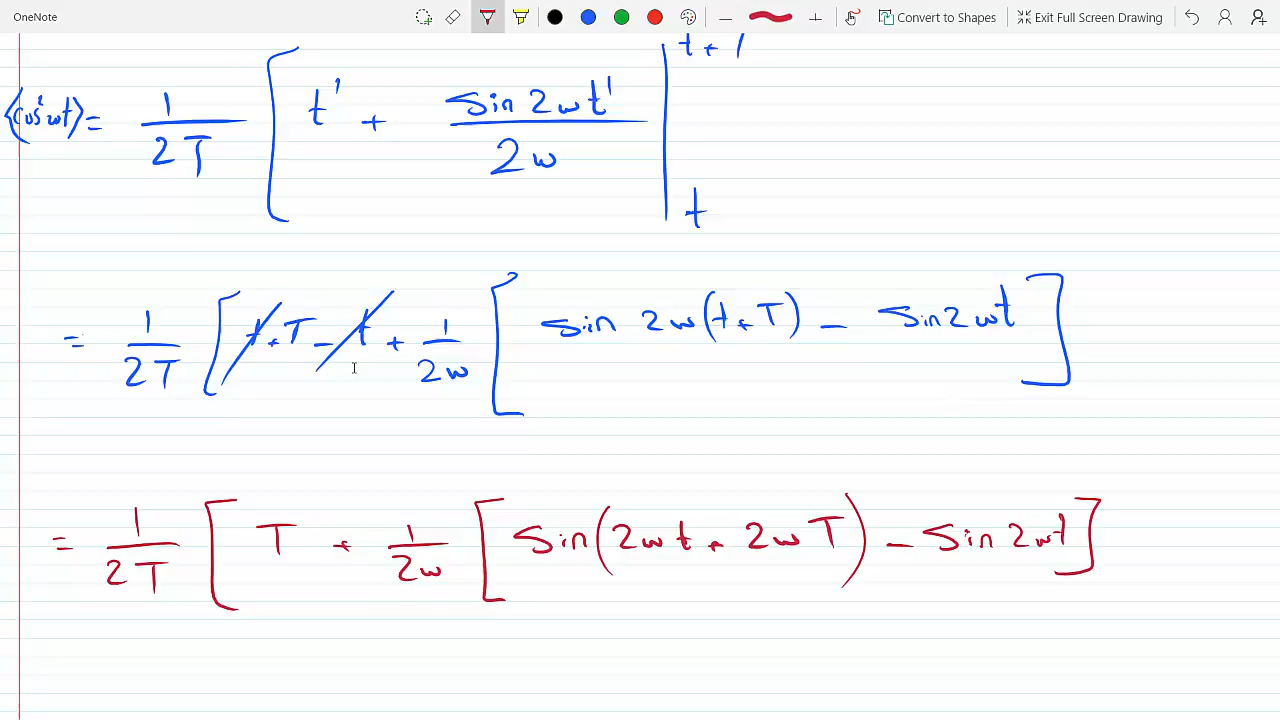 OneNote
Convert to Shapes
Exit Full Screen Drawing
t + T
⟨cos²ωt⟩ = 1/2T [ t' + sin 2ωt'/2ω |
t
= 1/2T [ t + T - t + 1/2ω [ sin 2ω(t + T) - sin 2ωt ]
= 1/2T [ T + 1/2ω [ sin(2ωt + 2ωT) - sin 2ωt ]